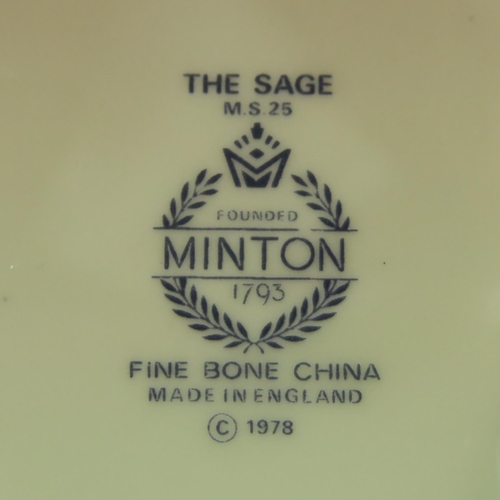 THE SAGE
M.S.25
FOUNDED
MINTON
1793
FINE BONE CHINA
MADE IN ENGLAND
© 1978